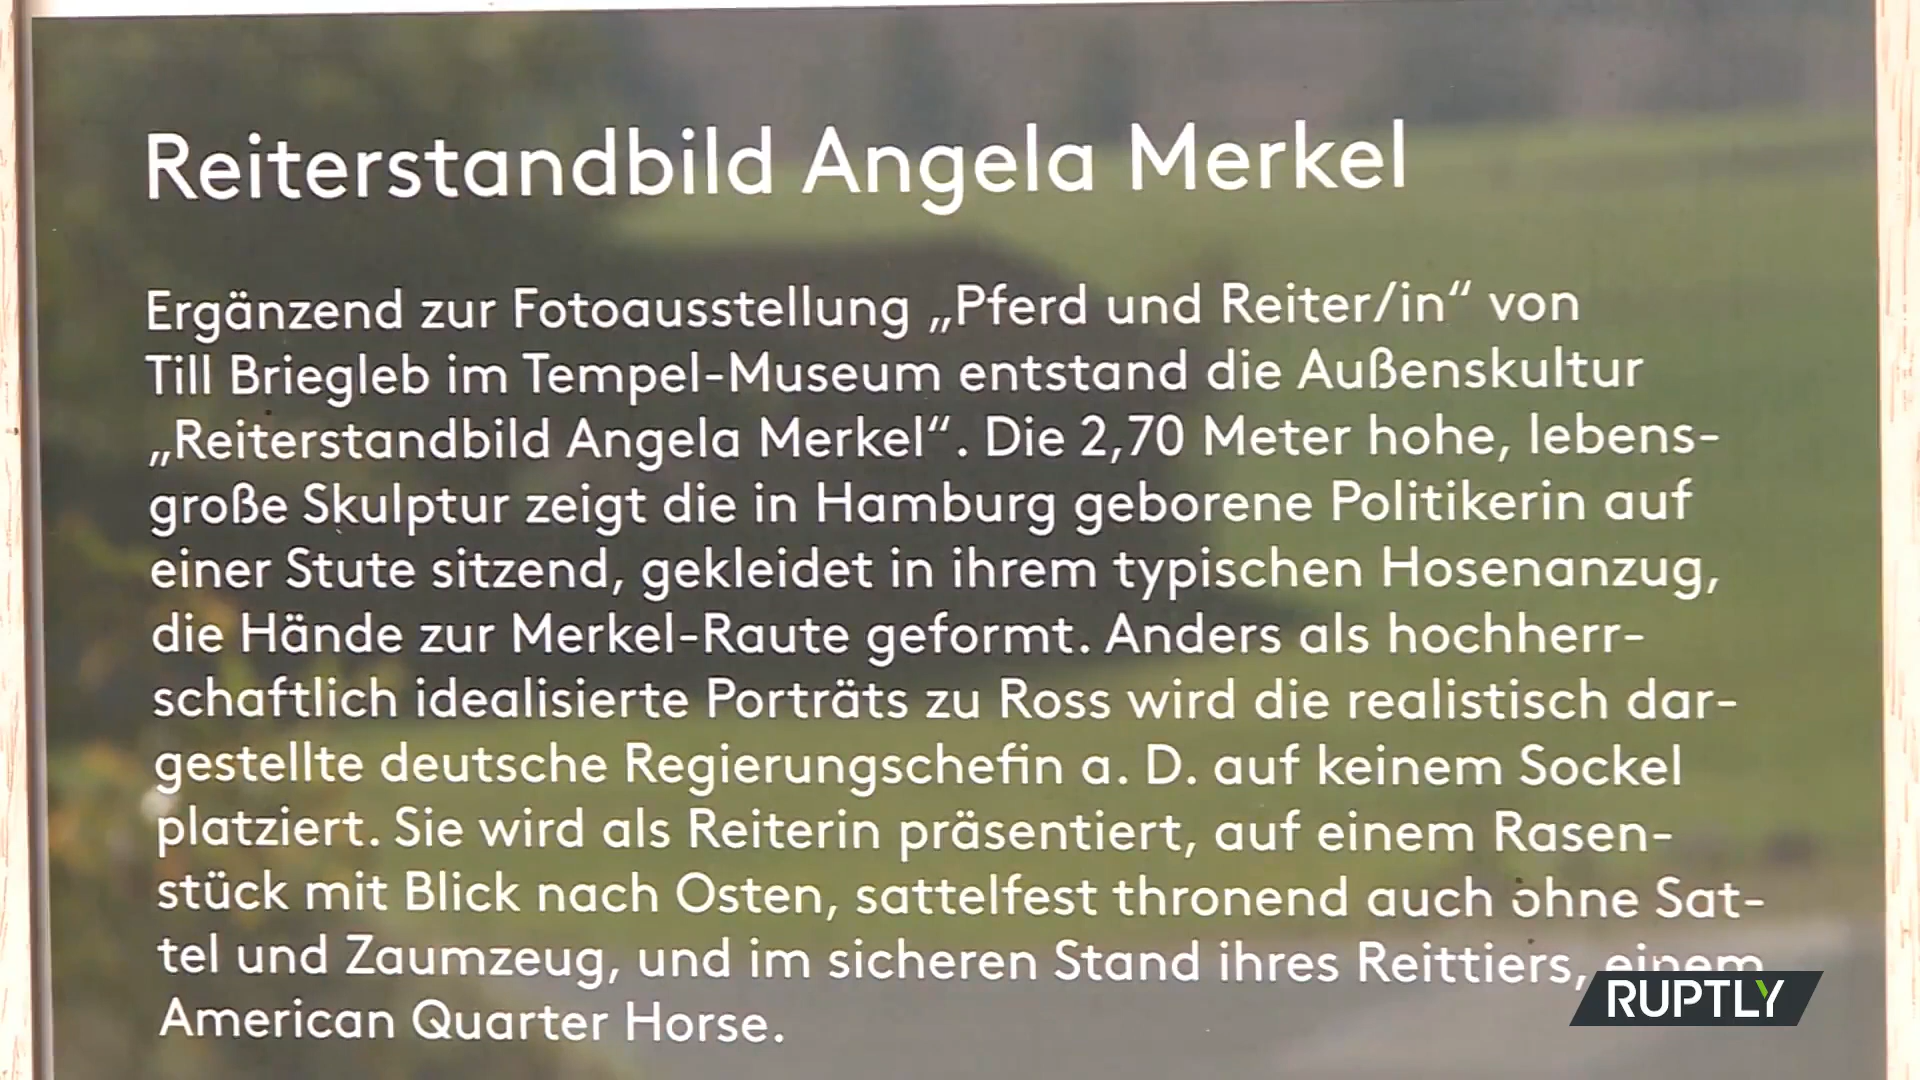 Reiterstandbild Angela Merkel
Ergänzend zur Fotoausstellung „Pferd und Reiter/in“ von
Till Briegleb im Tempel-Museum entstand die Außenskultur
„Reiterstandbild Angela Merkel“. Die 2,70 Meter hohe, lebens-
große Skulptur zeigt die in Hamburg geborene Politikerin auf
einer Stute sitzend, gekleidet in ihrem typischen Hosenanzug,
die Hände zur Merkel-Raute geformt. Anders als hochherr-
schaftlich idealisierte Porträts zu Ross wird die realistisch dar-
gestellte deutsche Regierungschefin a. D. auf keinem Sockel
platziert. Sie wird als Reiterin präsentiert, auf einem Rasen-
stück mit Blick nach Osten, sattelfest thronend auch ohne Sat-
tel und Zaumzeug, und im sicheren Stand ihres Reittiers, einem
American Quarter Horse.
RUPTLY